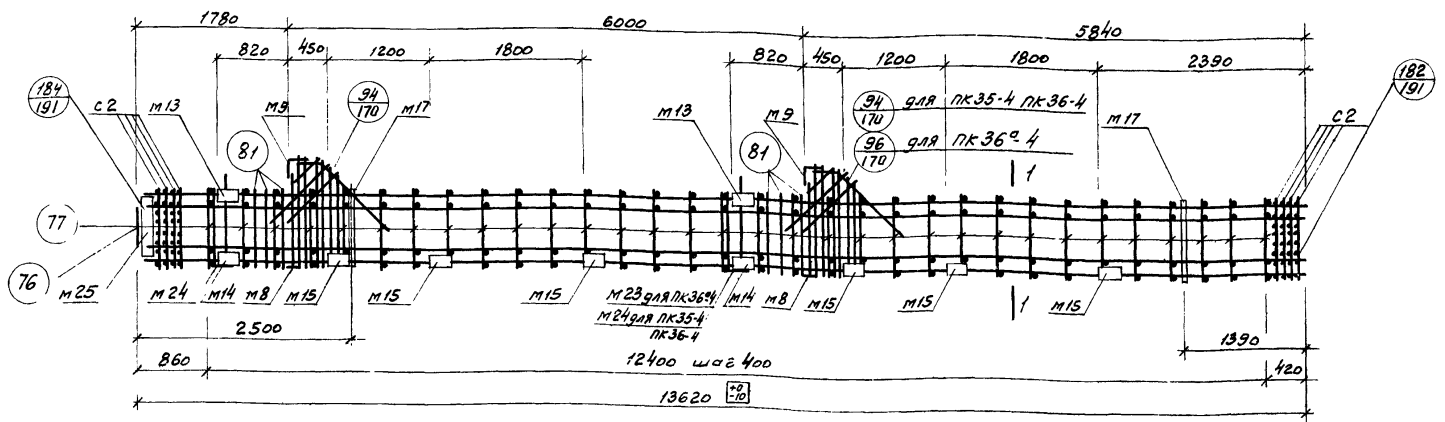 1780
6000
5840
820
450
1200
1800
820
450
1200
1800
2390
184
191
с2
м13
м9
94
170
м17
м13
м9
94
170
для ПК35-4 ПК36-4
96
170
для ПК36а-4
м17
с2
182
191
81
81
1
77
76
м25
м24
м14
м8
м15
м15
м15
м23 для ПК36а-4
м14
м8
м15
м15
1
м15
м24 для ПК35-4
ПК36-4
2500
1390
860
12400 шаг 400
420
13620
+0
-10